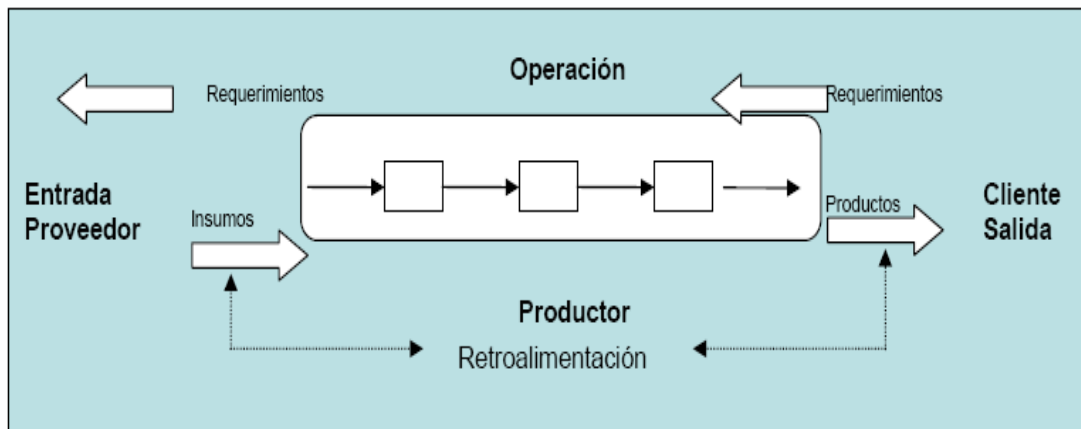 Operación
Requerimientos
Requerimientos
Entrada
Proveedor
Insumos
Productos
Cliente
Salida
Productor
Retroalimentación